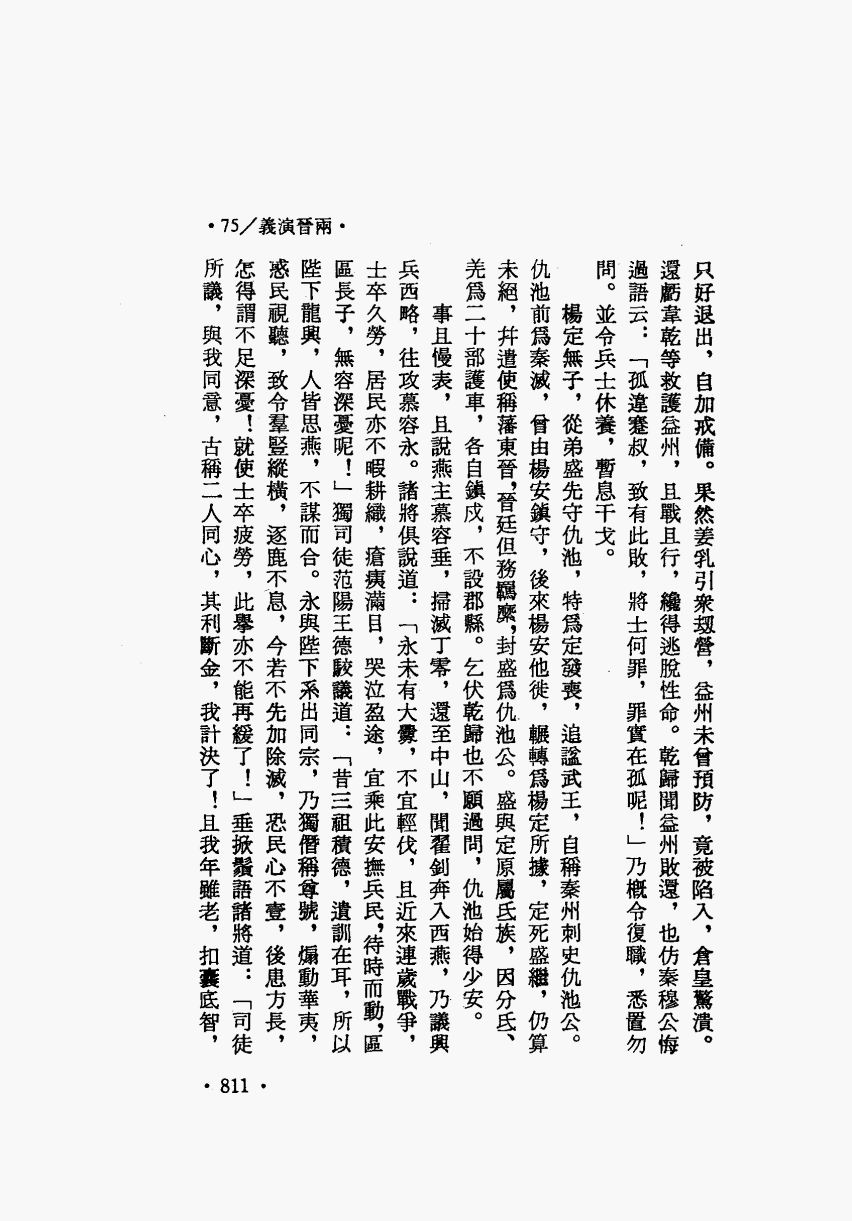 •75／義演晉兩•
只好退出，自加戒備。果然姜乳引衆刼營，益州未曾預防，竟被陷入，倉皇驚潰。
還虧韋乾等救護益州，且戰且行，纔得逃脫性命。乾歸聞益州敗還，也仿秦穆公悔
過語云：「孤違蹇叔，致有此敗，將士何罪，罪實在孤呢！」乃概令復職，悉置勿
問。並令兵士休養，暫息干戈。
楊定無子，從弟盛先守仇池，特爲定發喪，追謚武王，自稱秦州刺史仇池公。
仇池前爲秦滅，曾由楊安鎮守，後來楊安他徙，輾轉爲楊定所據，定死盛繼，仍算
未絕，幷遣使稱藩東晉，晉廷但務羈縻，封盛爲仇池公。盛與定原屬氐族，因分氐、
羌爲二十部護車，各自鎮戍，不設郡縣。乞伏乾歸也不願過問，仇池始得少安。
事且慢表，且說燕主慕容垂，掃滅丁零，還至中山，聞翟釗奔入西燕，乃議興
兵西略，往攻慕容永。諸將俱說道：「永未有大釁，不宜輕伐，且近來連歲戰爭，
士卒久勞，居民亦不暇耕織，瘡痍滿目，哭泣盈途，宜乘此安撫兵民，待時而動，區
區長子，無容深憂呢！」獨司徒范陽王德駮議道：「昔三祖積德，遺訓在耳，所以
陛下龍興，人皆思燕，不謀而合。永與陛下系出同宗，乃獨僭稱尊號，煽動華夷，
惑民視聽，致令羣豎縱橫，逐鹿不息，今若不先加除滅，恐民心不壹，後患方長，
怎得謂不足深憂！就使士卒疲勞，此擧亦不能再緩了！」垂掀鬚語諸將道：「司徒
所議，與我同意，古稱二人同心，其利斷金，我計決了！且我年雖老，扣囊底智，
•811•